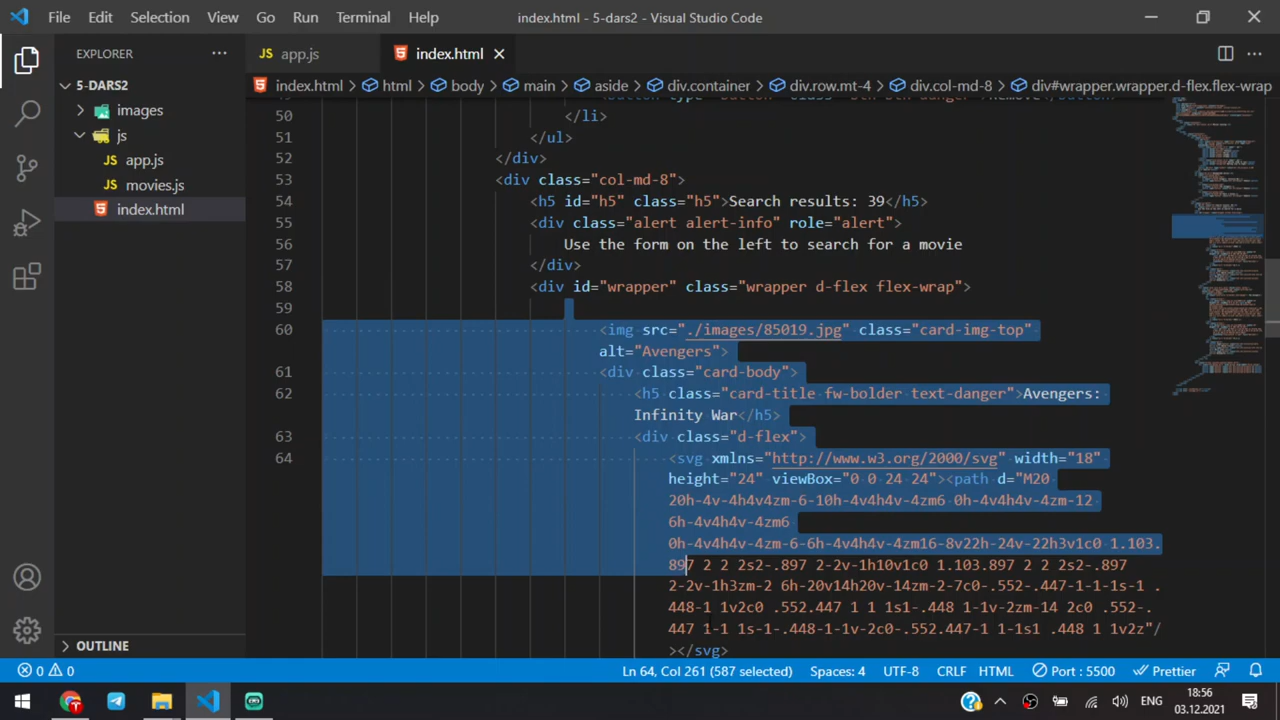 File Edit Selection View Go Run Terminal Help index.html - 5-dars2 - Visual Studio Code
EXPLORER ··· JS app.js index.html
5-DARS2 index.html > html > body > main > aside > div.container > div.row.mt-4 > div.col-md-8 > div#wrapper.wrapper.d-flex.flex-wrap
images
js
JS app.js
JS movies.js
index.html
50 </li>
51 </ul>
52 </div>
53 <div class="col-md-8">
54 <h5 id="h5" class="h5">Search results: 39</h5>
55 <div class="alert alert-info" role="alert">
56 Use the form on the left to search for a movie
57 </div>
58 <div id="wrapper" class="wrapper d-flex flex-wrap">
59
60 <img src="./images/85019.jpg" class="card-img-top"
alt="Avengers">
61 <div class="card-body">
62 <h5 class="card-title fw-bolder text-danger">Avengers:
Infinity War</h5>
63 <div class="d-flex">
64 <svg xmlns="http://www.w3.org/2000/svg" width="18"
height="24" viewBox="0 0 24 24"><path d="M20
20h-4v-4h4v4zm-6-10h-4v4h4v-4zm6 0h-4v4h4v-4zm-12
6h-4v4h4v-4zm6
0h-4v4h4v-4zm-6-6h-4v4h4v-4zm16-8v22h-24v-22h3v1c0 1.103.
897 2 2 2s2-.897 2-2v-1h10v1c0 1.103.897 2 2 2s2-.897
2-2v-1h3zm-2 6h-20v14h20v-14zm-2-7c0-.552-.447-1-1-1s-1 .
448-1 1v2c0 .552.447 1 1 1s1-.448 1-1v-2zm-14 2c0 .552-.
447 1-1 1s-1-.448-1-1v-2c0-.552.447-1 1-1s1 .448 1 1v2z"/
></svg>
OUTLINE
0 0 Ln 64, Col 261 (587 selected) Spaces: 4 UTF-8 CRLF HTML Port : 5500 Prettier
ENG 18:56
03.12.2021